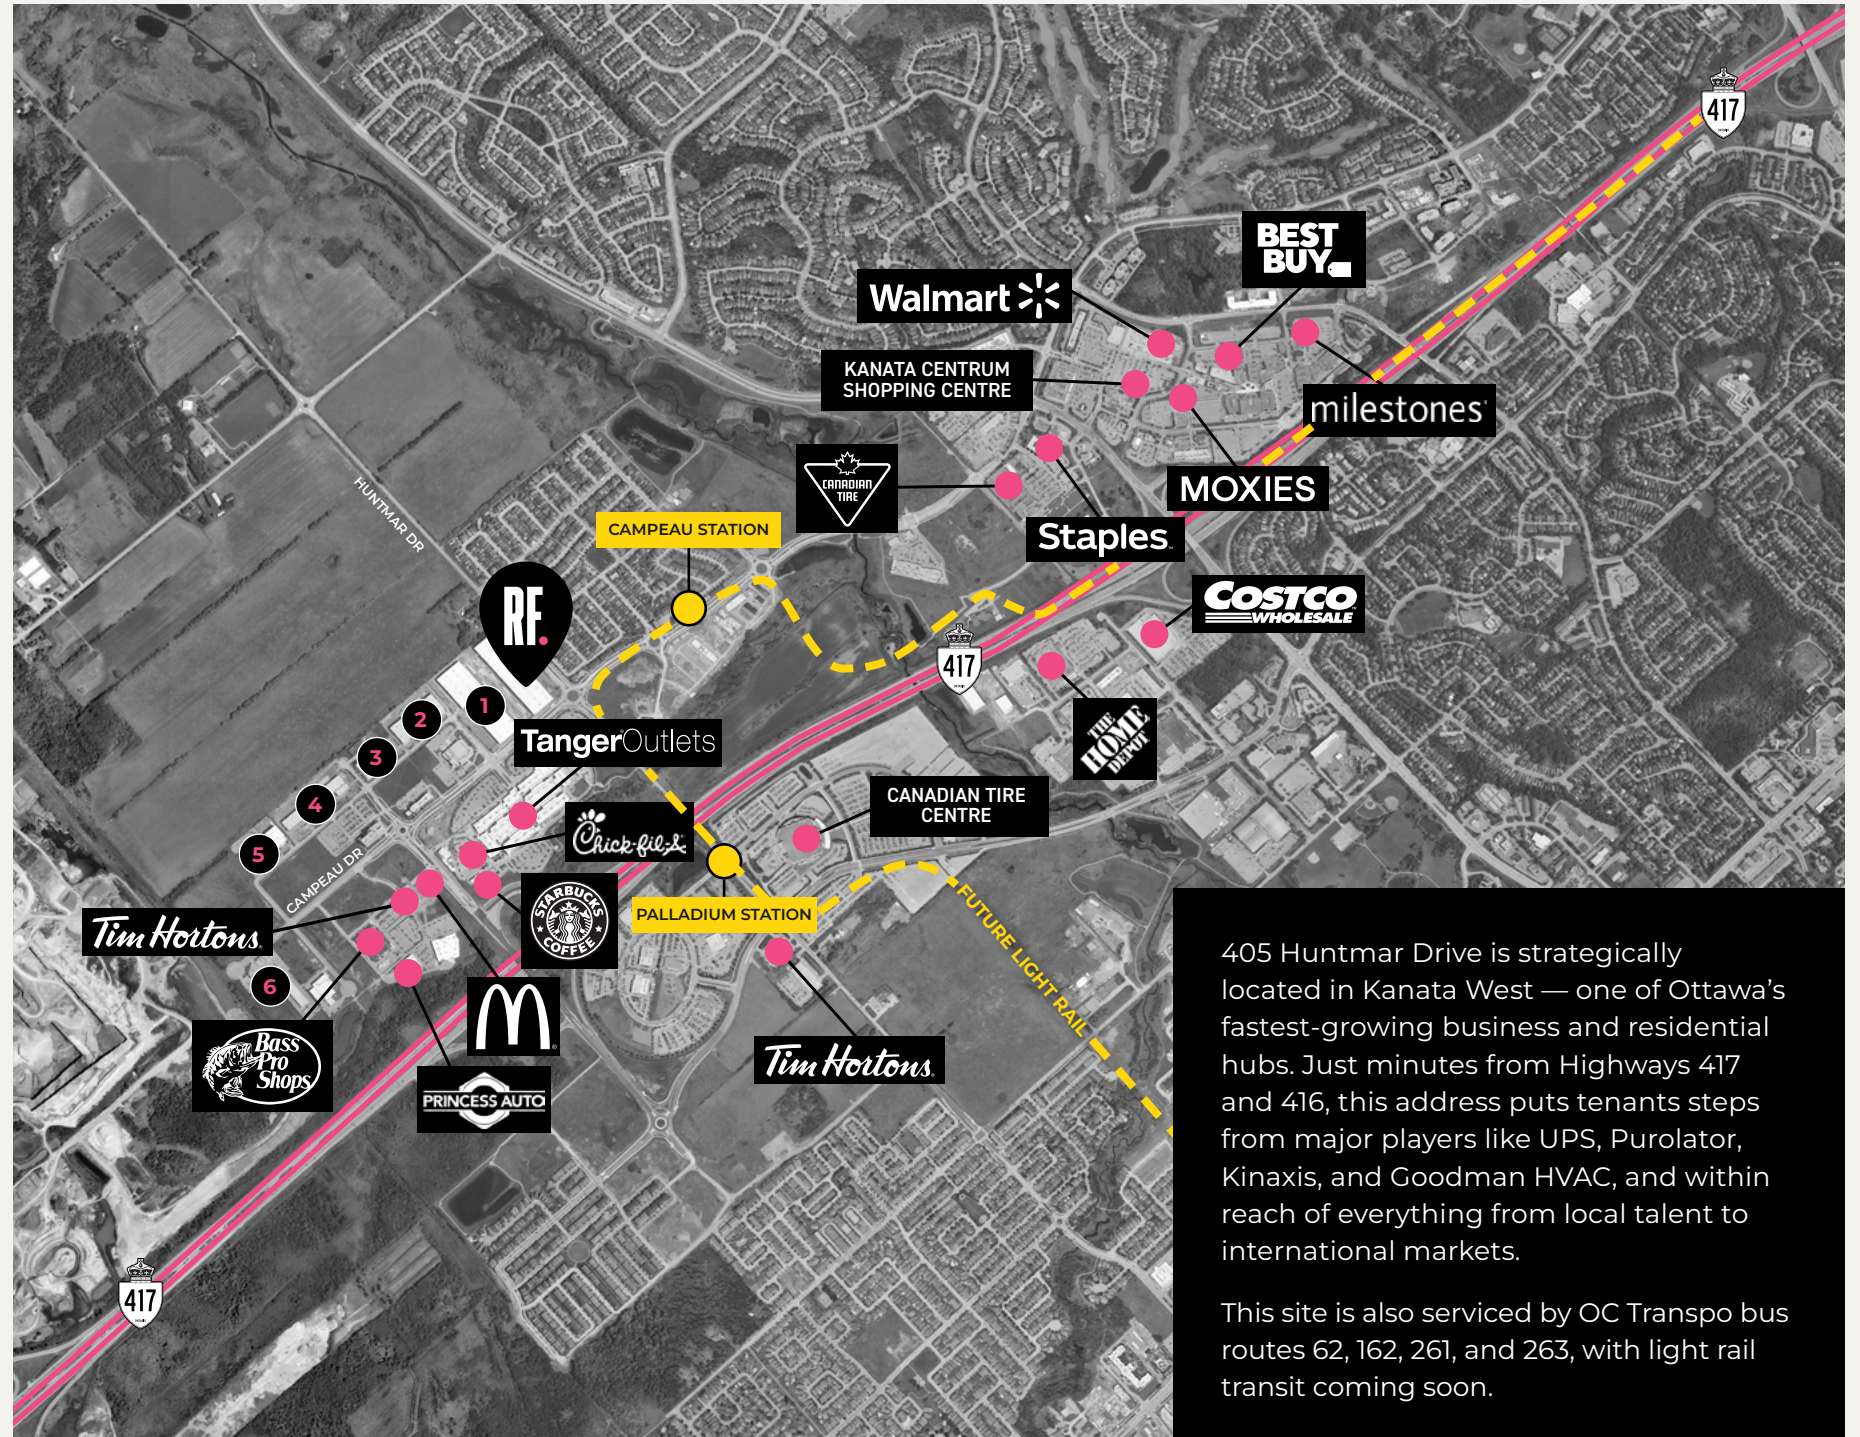 417
BEST
BUY
Walmart
KANATA CENTRUM
SHOPPING CENTRE
milestones
CANADIAN
TIRE
MOXIES
HUNTMAR DR
CAMPEAU STATION
Staples
COSTCO
WHOLESALE
RF.
417
1
2
TangerOutlets
THE
HOME
DEPOT
3
4
CANADIAN TIRE
CENTRE
Chick-fil-A
5
CAMPEAU DR
STARBUCKS
COFFEE
PALLADIUM STATION
FUTURE LIGHT RAIL
Tim Hortons
6
Bass
Pro
Shops
Tim Hortons
PRINCESS AUTO
417
405 Huntmar Drive is strategically
located in Kanata West — one of Ottawa's
fastest-growing business and residential
hubs. Just minutes from Highways 417
and 416, this address puts tenants steps
from major players like UPS, Purolator,
Kinaxis, and Goodman HVAC, and within
reach of everything from local talent to
international markets.
This site is also serviced by OC Transpo bus
routes 62, 162, 261, and 263, with light rail
transit coming soon.